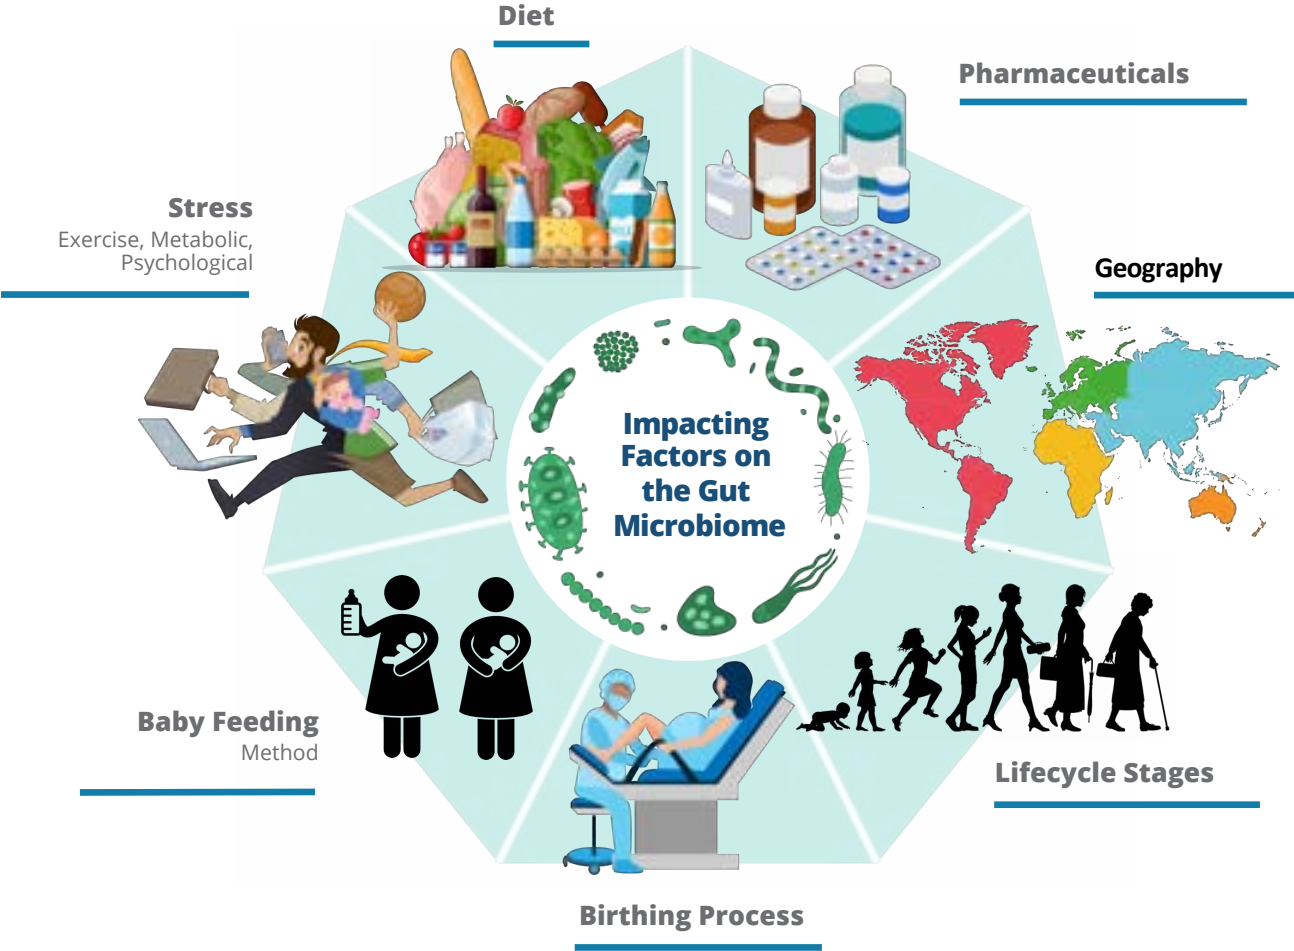 Diet
Pharmaceuticals
Stress
Exercise, Metabolic,
Psychological
Geography
Impacting
Factors on
the Gut
Microbiome
Baby Feeding
Method
Lifecycle Stages
Birthing Process